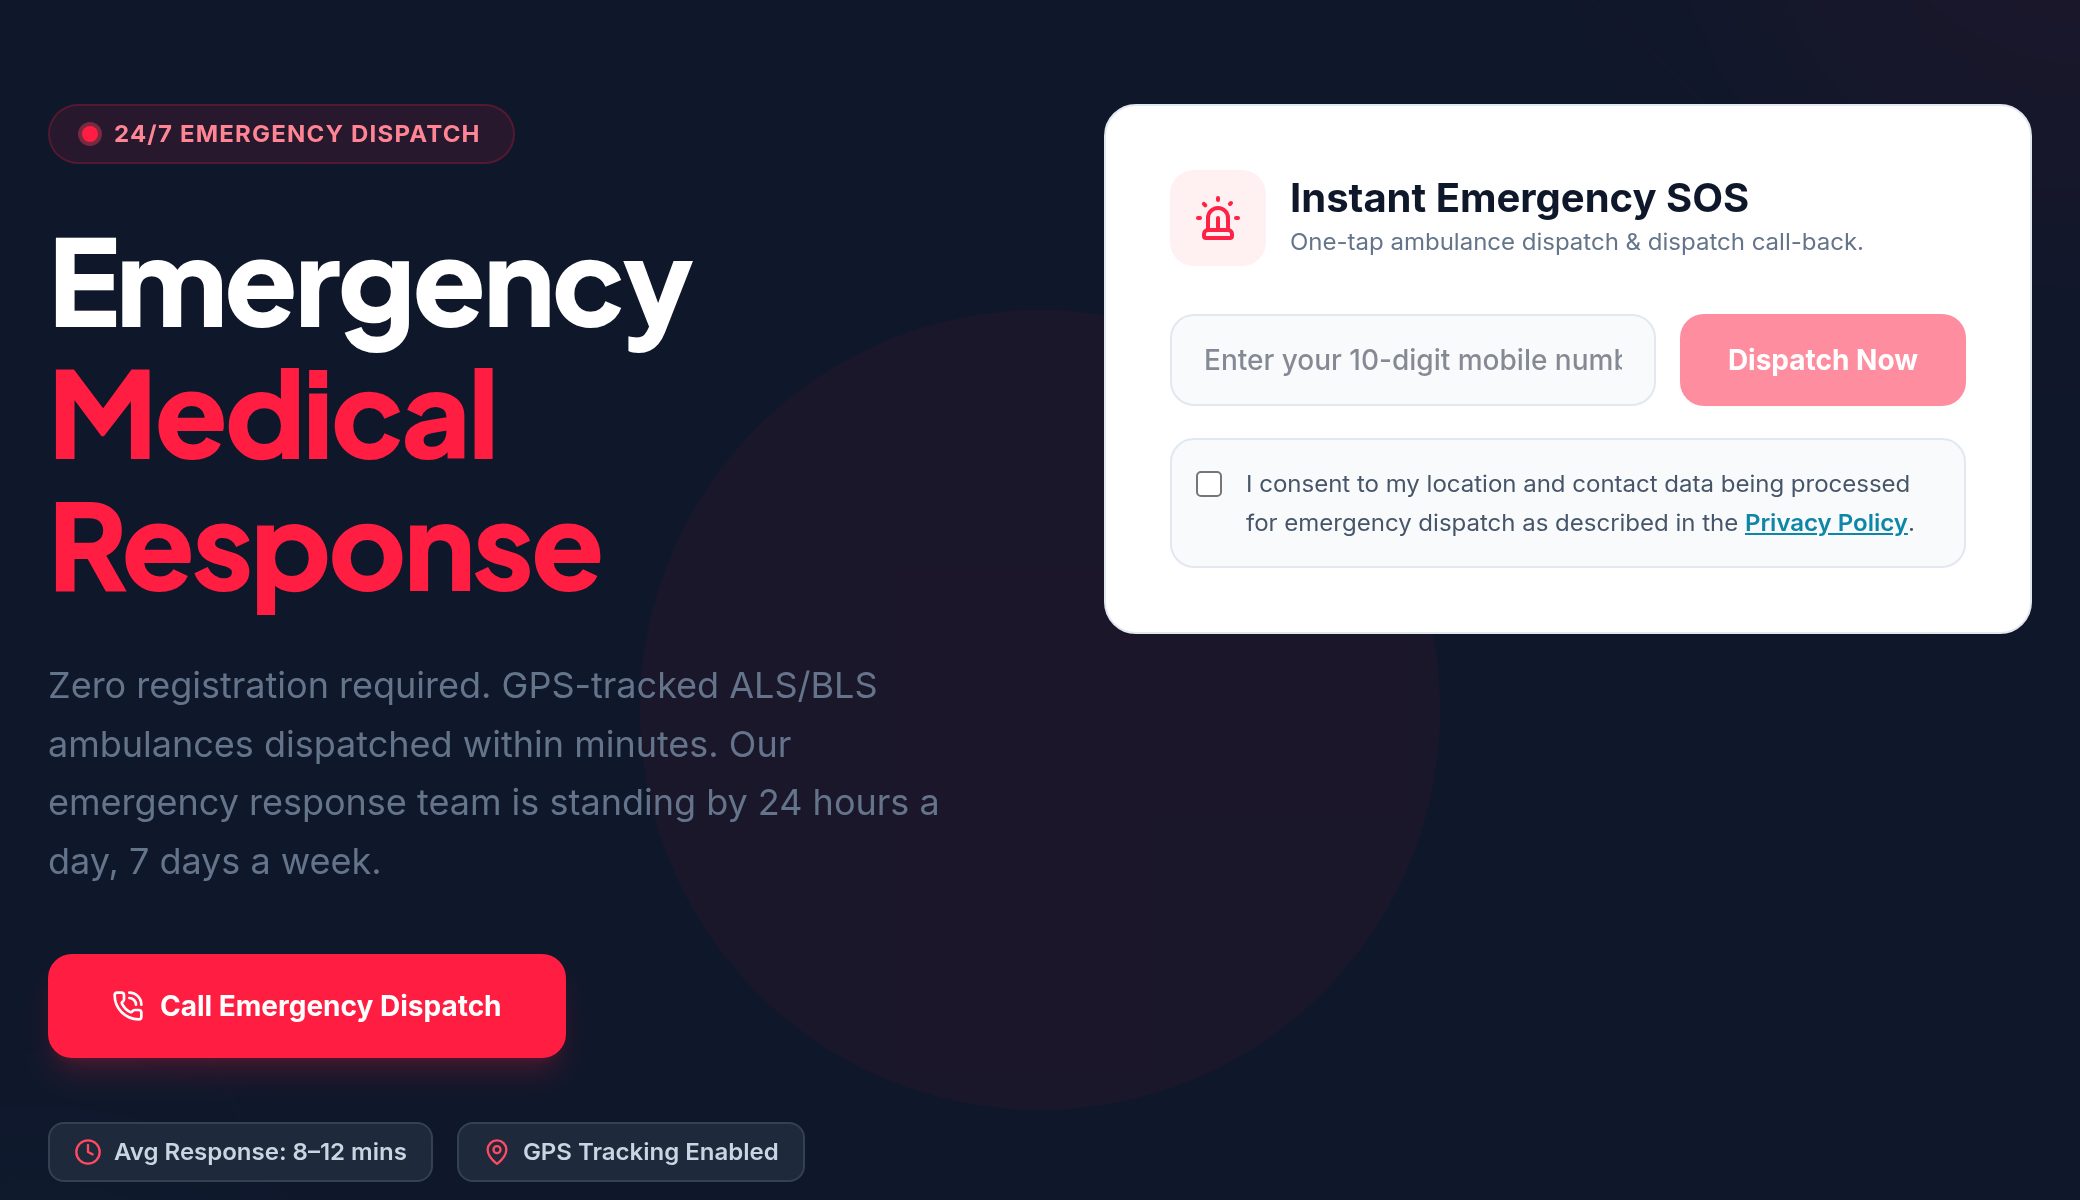 24/7 EMERGENCY DISPATCH
Emergency
Medical
Response
Zero registration required. GPS-tracked ALS/BLS
ambulances dispatched within minutes. Our
emergency response team is standing by 24 hours a
day, 7 days a week.
Call Emergency Dispatch
Avg Response: 8–12 mins
GPS Tracking Enabled
Instant Emergency SOS
One-tap ambulance dispatch & dispatch call-back.
Enter your 10-digit mobile numb
Dispatch Now
I consent to my location and contact data being processed
for emergency dispatch as described in the Privacy Policy.